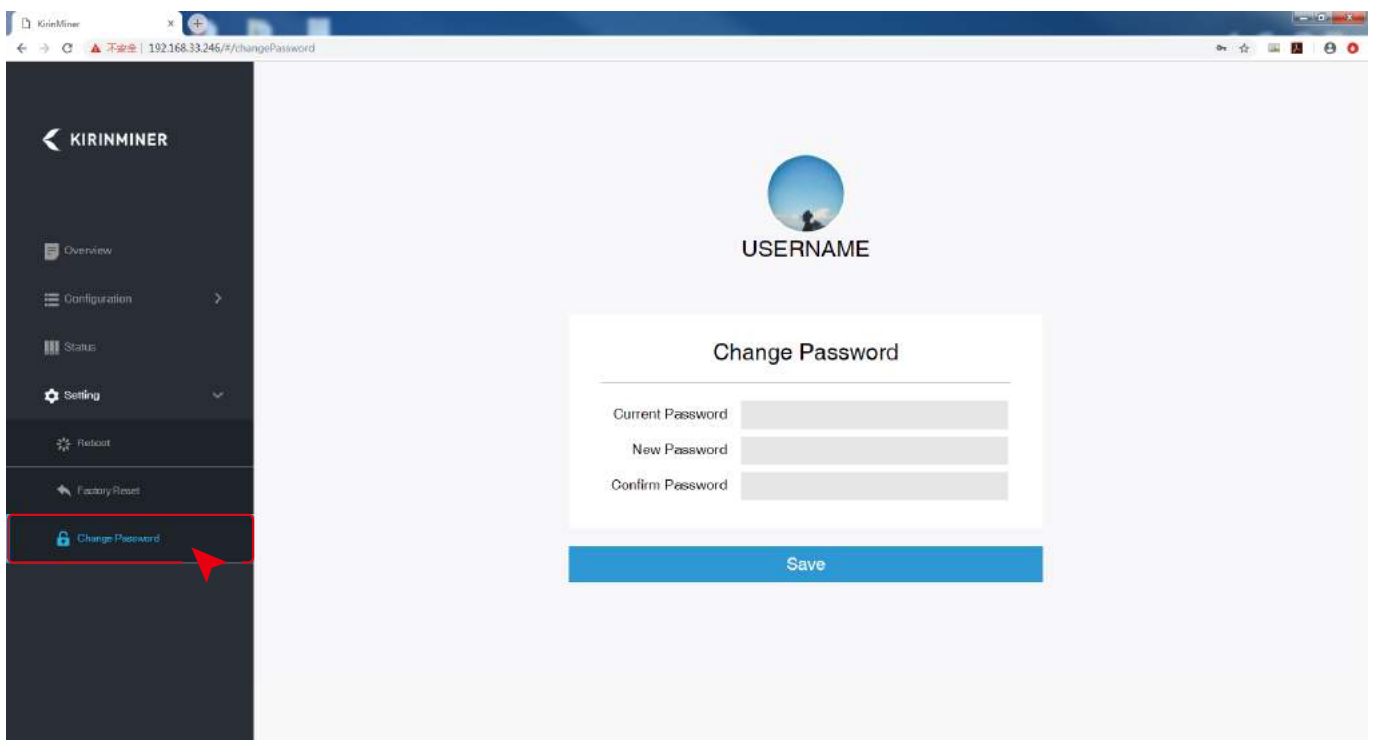 KirinMiner
不安全 | 192.168.33.246/#/changePassword
KIRINMINER
Overview
Configuration
Status
Setting
Reboot
Factory Reset
Change Password
USERNAME
Change Password
Current Password
New Password
Confirm Password
Save